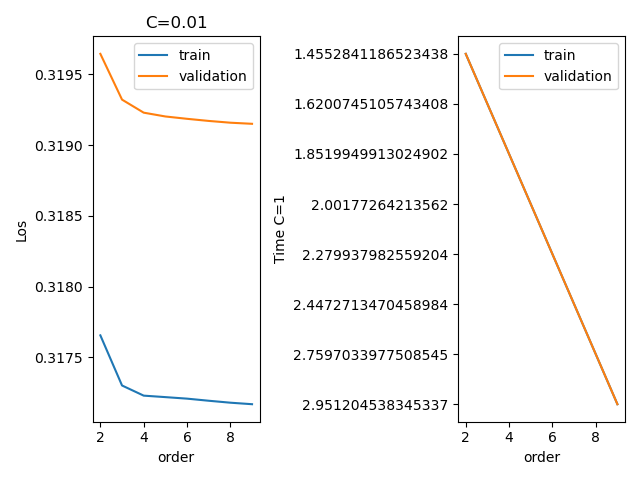 C=0.01
train
validation
0.3195
0.3190
0.3185
0.3180
0.3175
Los
2 4 6 8
order
train
validation
1.4552841186523438
1.6200745105743408
1.8519949913024902
2.00177264213562
2.279937982559204
2.4472713470458984
2.7597033977508545
2.951204538345337
Time C=1
2 4 6 8
order